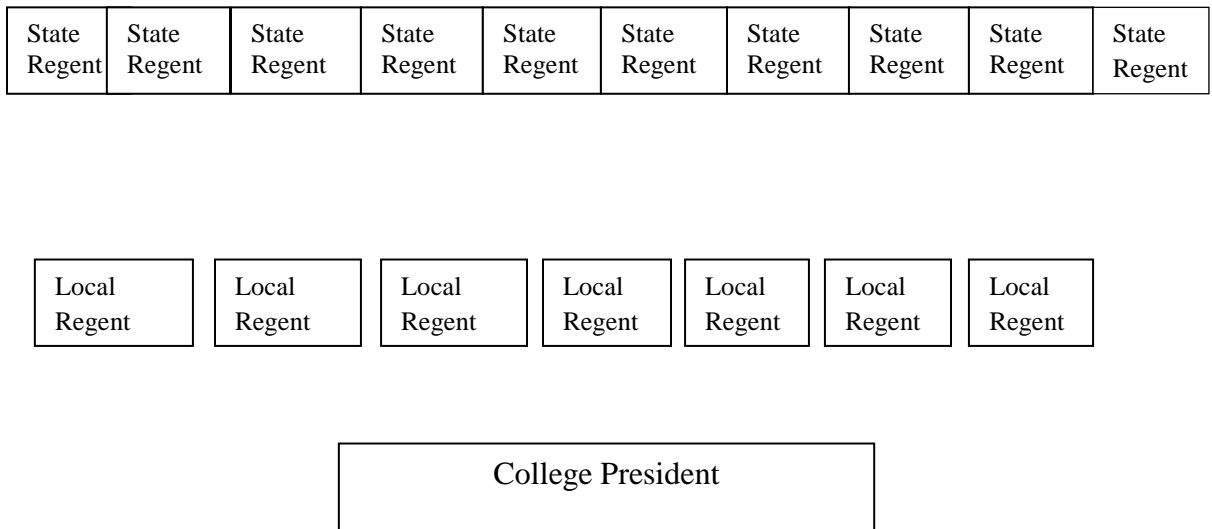 State State State State State State State State State State
Regent Regent Regent Regent Regent Regent Regent Regent Regent Regent
Local Local Local Local Local Local Local
Regent Regent Regent Regent Regent Regent Regent
College President